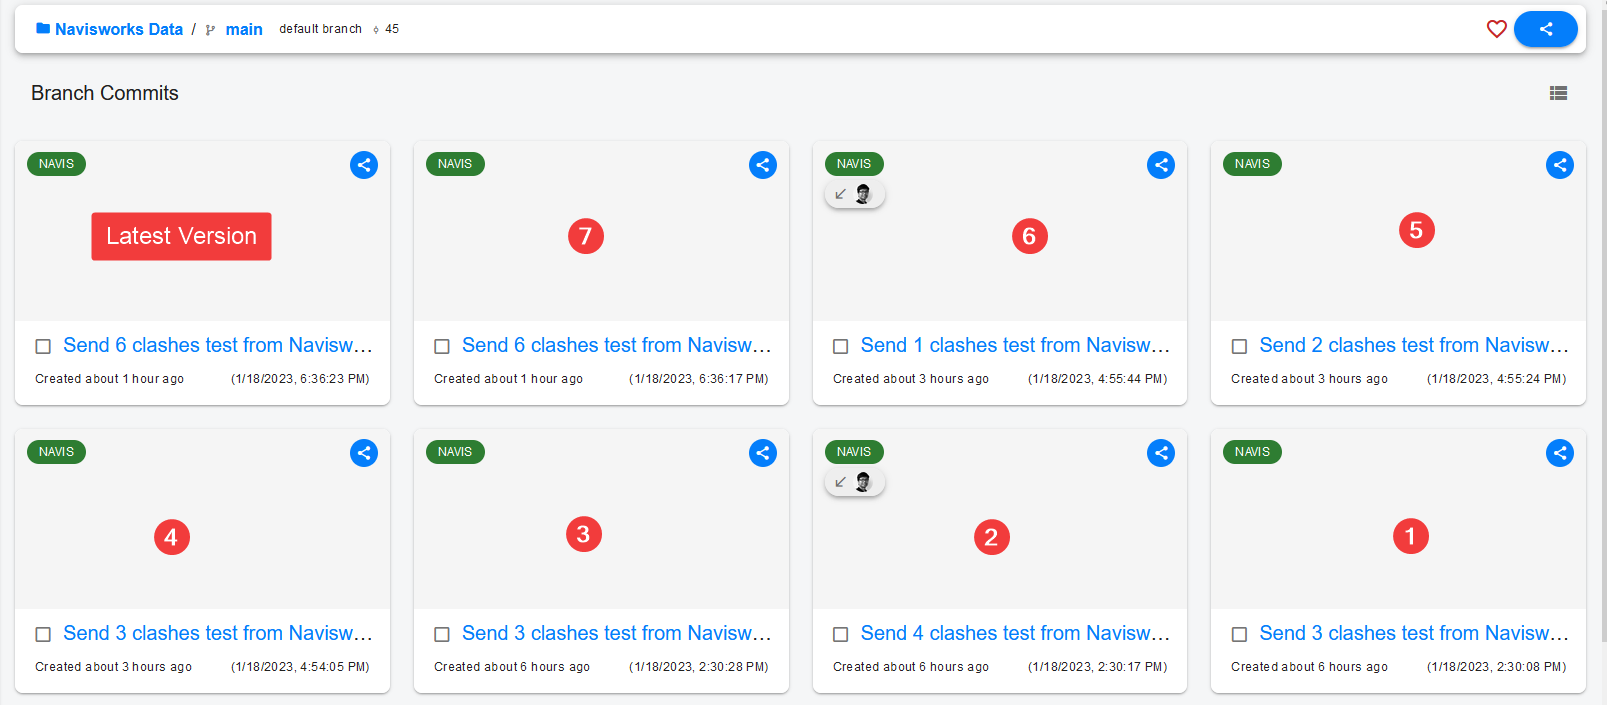 Navisworks Data / main default branch 45
Branch Commits
NAVIS
Latest Version
Send 6 clashes test from Navisw...
Created about 1 hour ago (1/18/2023, 6:36:23 PM)
NAVIS
7
Send 6 clashes test from Navisw...
Created about 1 hour ago (1/18/2023, 6:36:17 PM)
NAVIS
6
Send 1 clashes test from Navisw...
Created about 3 hours ago (1/18/2023, 4:55:44 PM)
NAVIS
5
Send 2 clashes test from Navisw...
Created about 3 hours ago (1/18/2023, 4:55:24 PM)
NAVIS
4
Send 3 clashes test from Navisw...
Created about 3 hours ago (1/18/2023, 4:54:05 PM)
NAVIS
3
Send 3 clashes test from Navisw...
Created about 6 hours ago (1/18/2023, 2:30:28 PM)
NAVIS
2
Send 4 clashes test from Navisw...
Created about 6 hours ago (1/18/2023, 2:30:17 PM)
NAVIS
1
Send 3 clashes test from Navisw...
Created about 6 hours ago (1/18/2023, 2:30:08 PM)